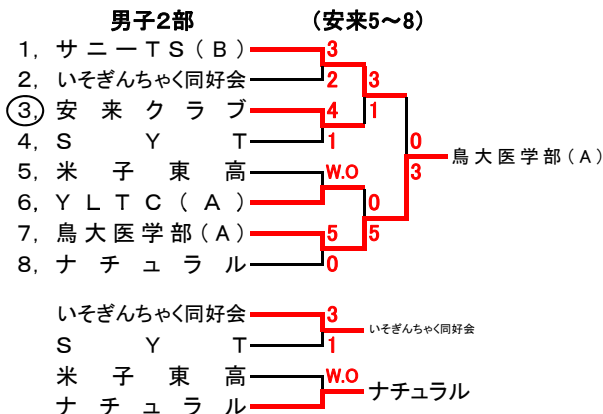 男子2部 (安来5～8)
1, サニーTS(B) 3
2, いそぎんちゃく同好会 2 3
3, 安来クラブ 4 1
4, SYT 1 0
鳥大医学部(A)
5, 米子東高 W.O 3
6, YLTC(A) 0
7, 鳥大医学部(A) 5 5
8, ナチュラル 0
いそぎんちゃく同好会 3
いそぎんちゃく同好会
SYT 1
米子東高 W.O
ナチュラル
ナチュラル